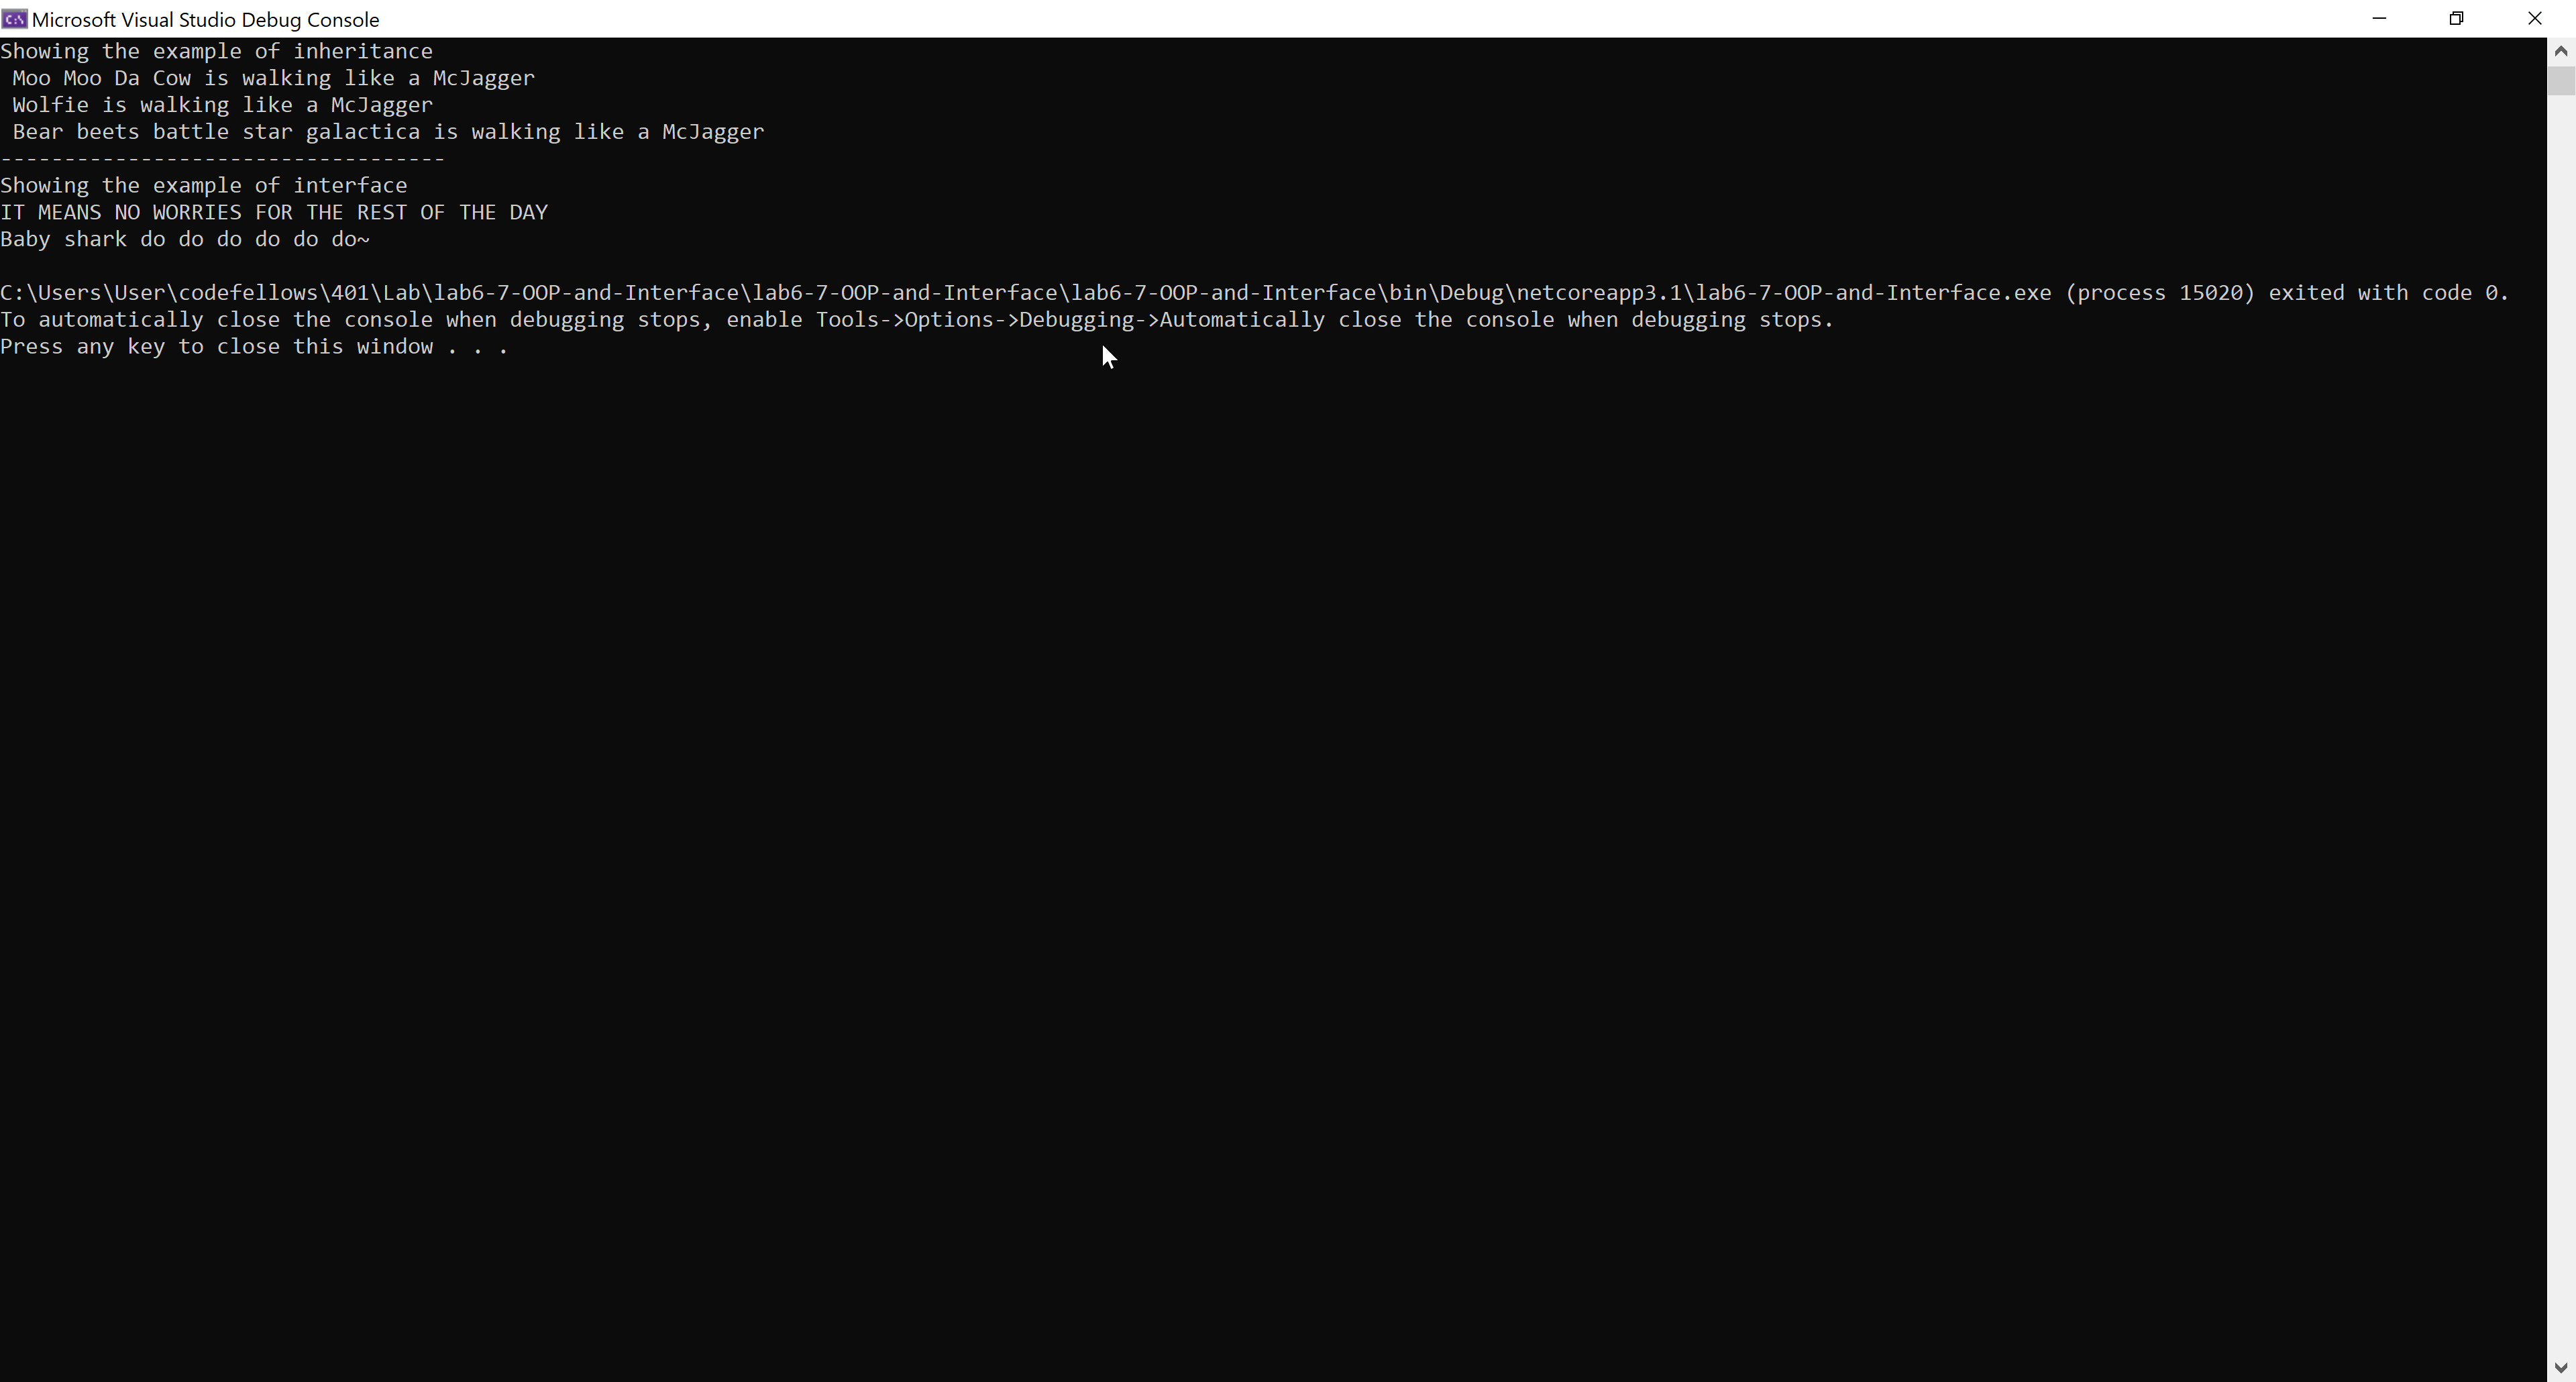 Microsoft Visual Studio Debug Console
Showing the example of inheritance
Moo Moo Da Cow is walking like a McJagger
Wolfie is walking like a McJagger
Bear beets battle star galactica is walking like a McJagger
-----------------------------------
Showing the example of interface
IT MEANS NO WORRIES FOR THE REST OF THE DAY
Baby shark do do do do do do~
C:\Users\User\codefellows\401\Lab\lab6-7-OOP-and-Interface\lab6-7-OOP-and-Interface\lab6-7-OOP-and-Interface\bin\Debug\netcoreapp3.1\lab6-7-OOP-and-Interface.exe (process 15020) exited with code 0.
To automatically close the console when debugging stops, enable Tools->Options->Debugging->Automatically close the console when debugging stops.
Press any key to close this window . . .